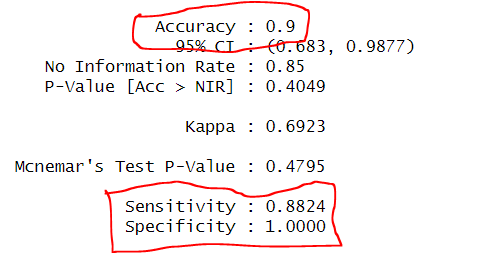 Accuracy : 0.9
95% CI : (0.683, 0.9877)
No Information Rate : 0.85
P-Value [Acc > NIR] : 0.4049
Kappa : 0.6923
Mcnemar's Test P-Value : 0.4795
Sensitivity : 0.8824
Specificity : 1.0000